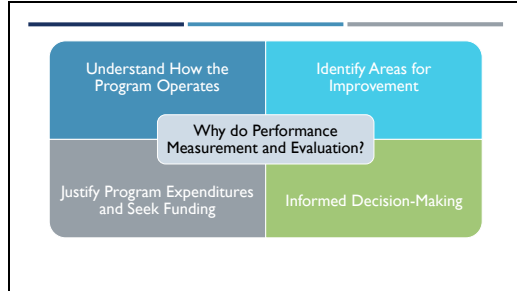 Understand How the
Program Operates
Identify Areas for
Improvement
Why do Performance
Measurement and Evaluation?
Justify Program Expenditures
and Seek Funding
Informed Decision-Making